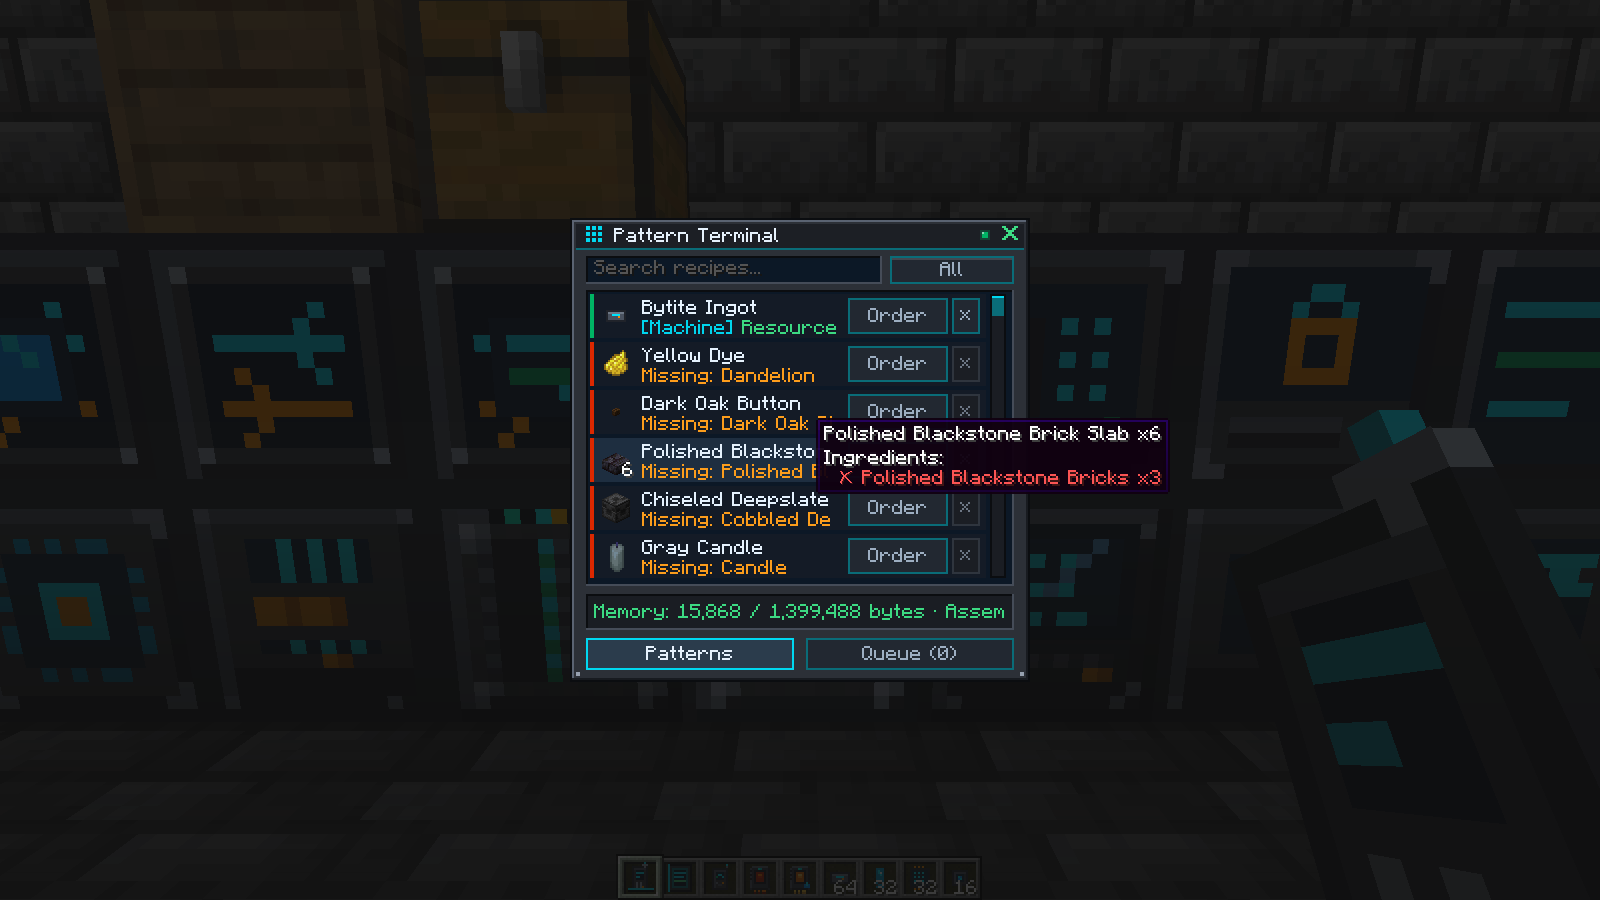 Pattern Terminal
Search recipes...
All
Bytite Ingot
[Machine] Resource
Order
Yellow Dye
Missing: Dandelion
Order
Dark Oak Button
Missing: Dark Oak
Order
Polished Blacksto
6
Missing: Polished
Polished Blackstone Brick Slab x6
Ingredients:
X Polished Blackstone Bricks x3
Chiseled Deepslate
Missing: Cobbled De
Order
Gray Candle
Missing: Candle
Order
Memory: 15,868 / 1,399,488 bytes · Assem
Patterns
Queue (0)
64
32
32
16